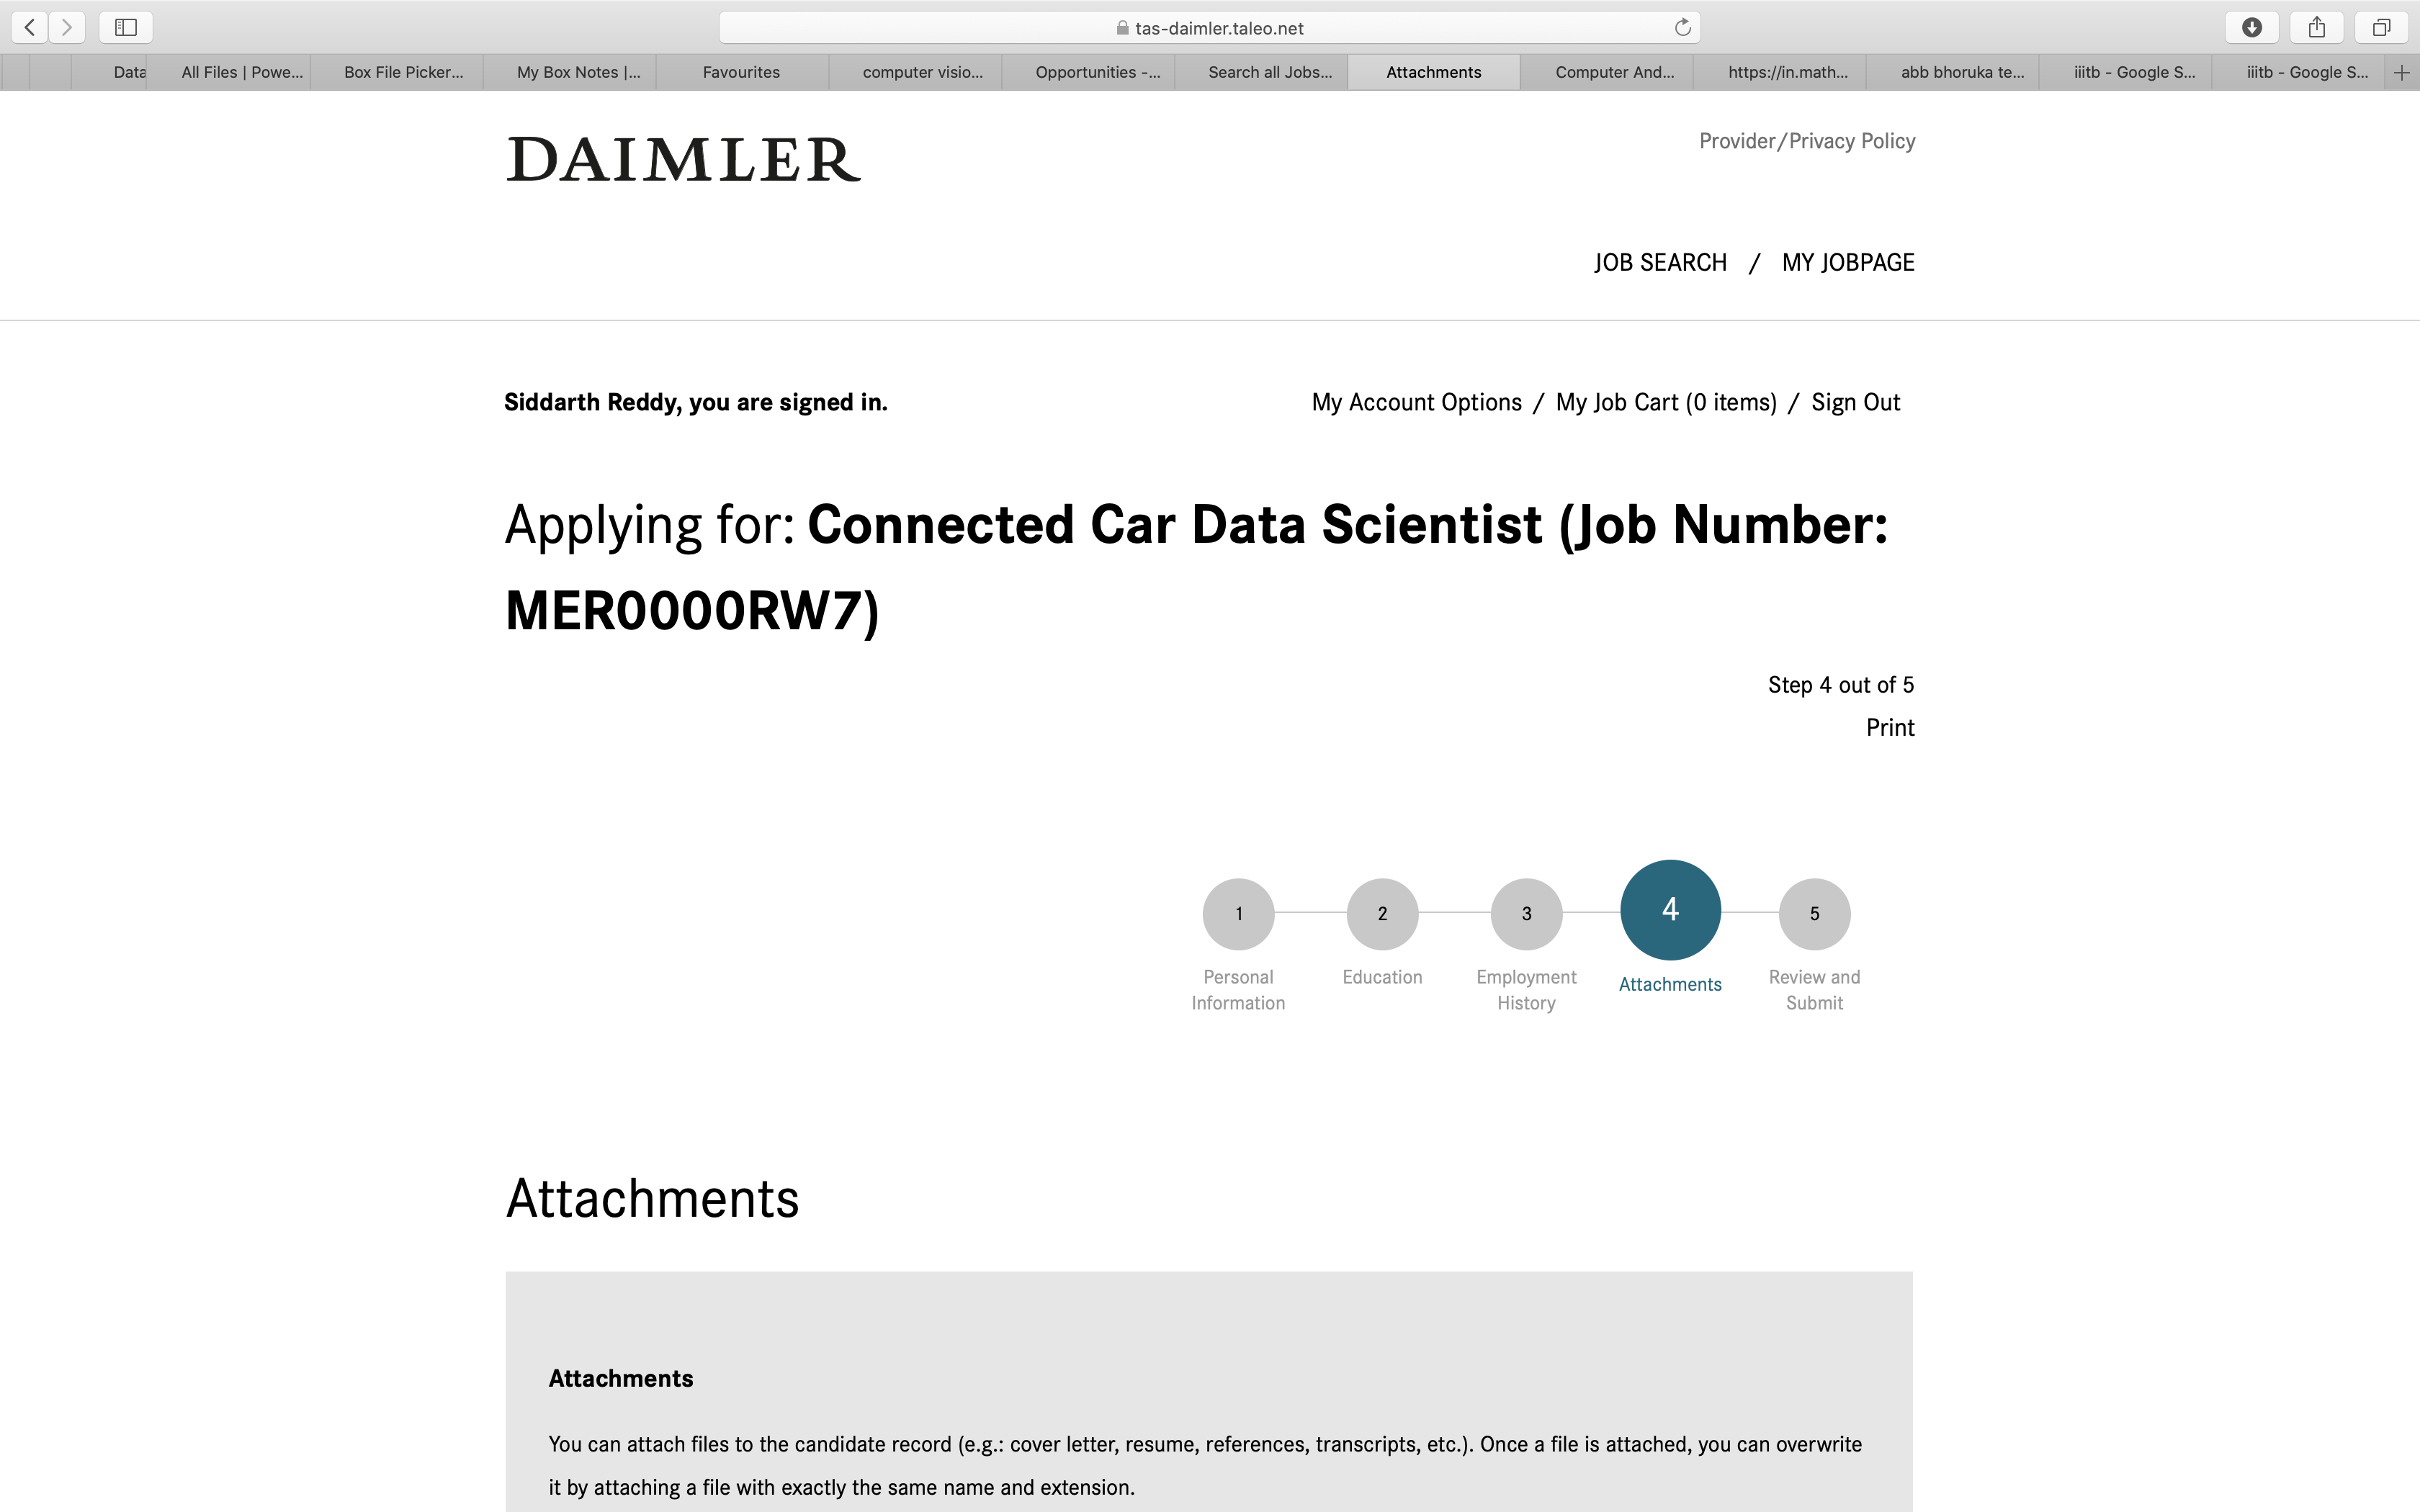 tas-daimler.taleo.net
Data
All Files | Powe...
Box File Picker...
My Box Notes |...
Favourites
computer visio...
Opportunities -...
Search all Jobs...
Attachments
Computer And...
https://in.math...
abb bhoruka te...
iiitb - Google S...
iiitb - Google S...
DAIMLER
Provider/Privacy Policy
JOB SEARCH / MY JOBPAGE
Siddarth Reddy, you are signed in.
My Account Options / My Job Cart (0 items) / Sign Out
Applying for: Connected Car Data Scientist (Job Number:
MER0000RW7)
Step 4 out of 5
Print
1
2
3
4
5
Personal
Information
Education
Employment
History
Attachments
Review and
Submit
Attachments
Attachments
You can attach files to the candidate record (e.g.: cover letter, resume, references, transcripts, etc.). Once a file is attached, you can overwrite
it by attaching a file with exactly the same name and extension.